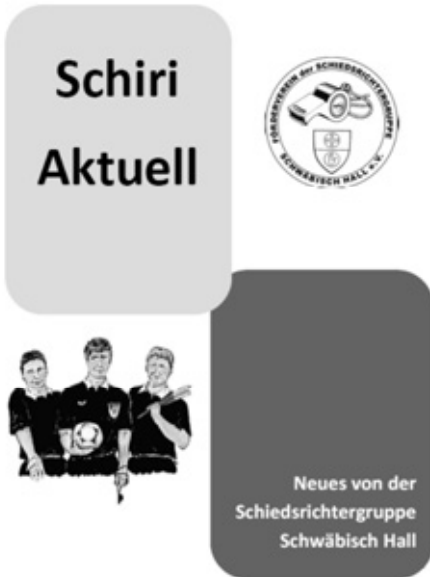 Schiri
Aktuell
FÖRDERVEREIN der SCHIEDSRICHTERGRUPPE
SCHWÄBISCH HALL e.V.
Neues von der
Schiedsrichtergruppe
Schwäbisch Hall